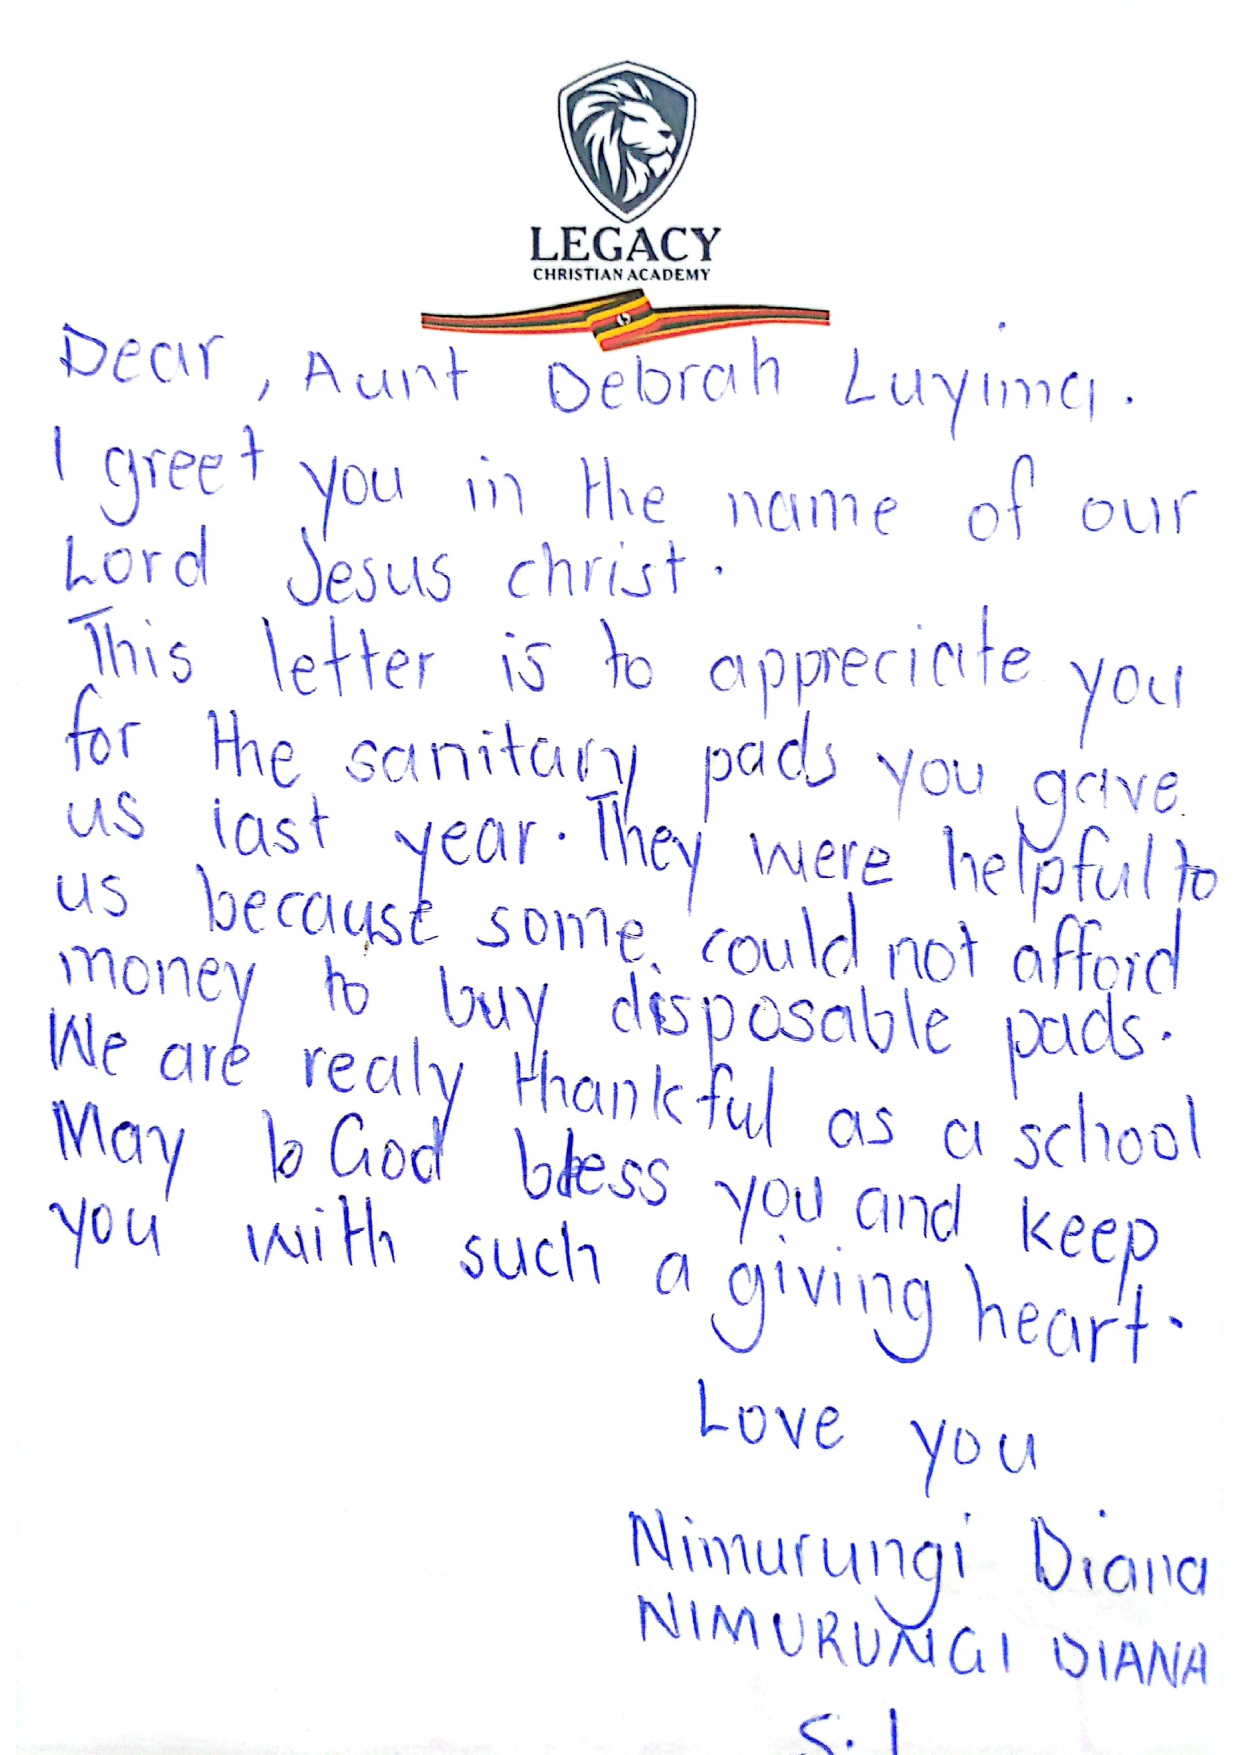 LEGACY
CHRISTIAN ACADEMY
Dear, Aunt Debrah Luyima.
I greet you in the name of our
Lord Jesus christ.
This letter is to appreciate you
for the sanitary pads you gave
us last year. They were helpful to
us because some could not afford
money to buy disposable pads.
We are realy thankful as a school
May b God bless you and keep
you with such a giving heart.
Love you
Nimurungi Diana
NIMURUNGI DIANA